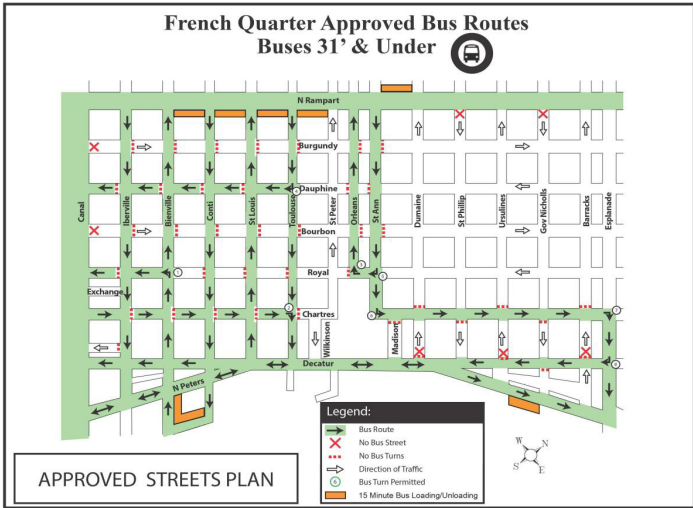 French Quarter Approved Bus Routes
Buses 31' & Under
N Rampart
Burgundy
Dauphine
Bourbon
Royal
Exchange
Chartres
Decatur
N Peters
Canal
Iberville
Bienville
Conti
St Louis
Toulouse
St Peter
Orleans
St Ann
Dumaine
St Phillip
Ursulines
Gov Nicholls
Barracks
Esplanade
Wilkinson
Madison
Legend:
Bus Route
No Bus Street
No Bus Turns
Direction of Traffic
6 Bus Turn Permitted
15 Minute Bus Loading/Unloading
W N
S E
APPROVED STREETS PLAN